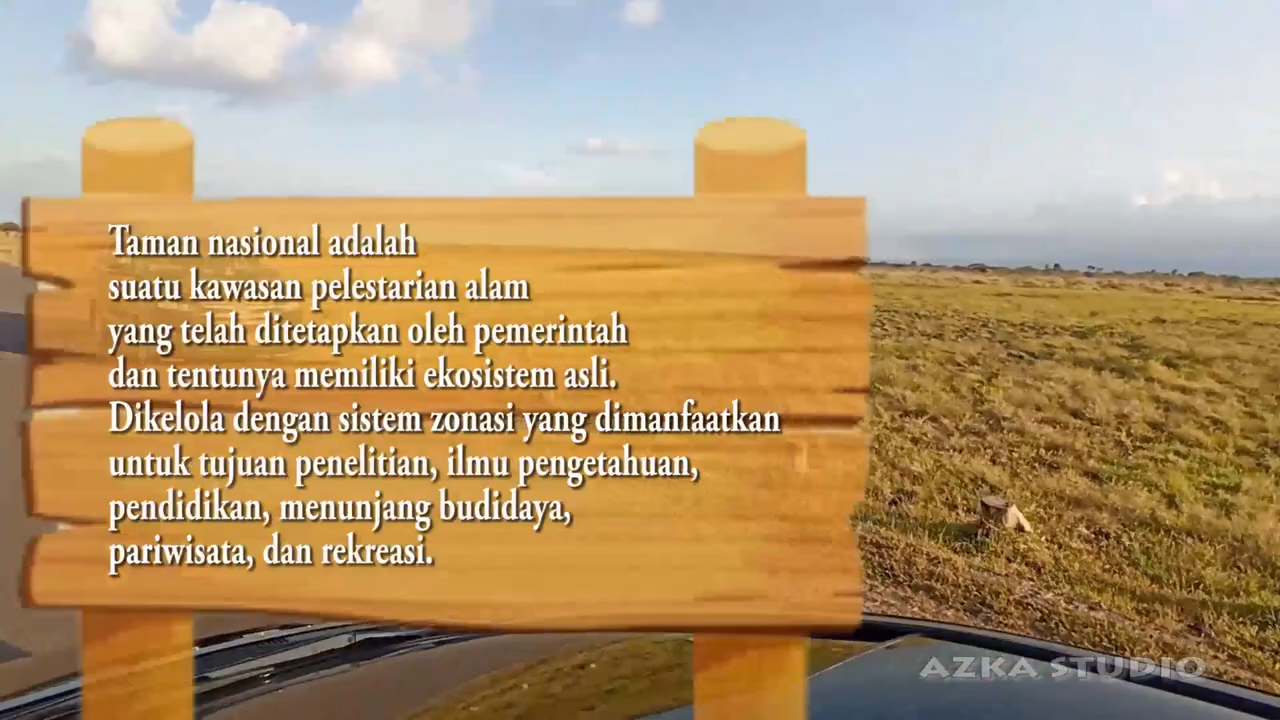 Taman nasional adalah
suatu kawasan pelestarian alam
yang telah ditetapkan oleh pemerintah
dan tentunya memiliki ekosistem asli.
Dikelola dengan sistem zonasi yang dimanfaatkan
untuk tujuan penelitian, ilmu pengetahuan,
pendidikan, menunjang budidaya,
pariwisata, dan rekreasi.
AZKA STUDIO